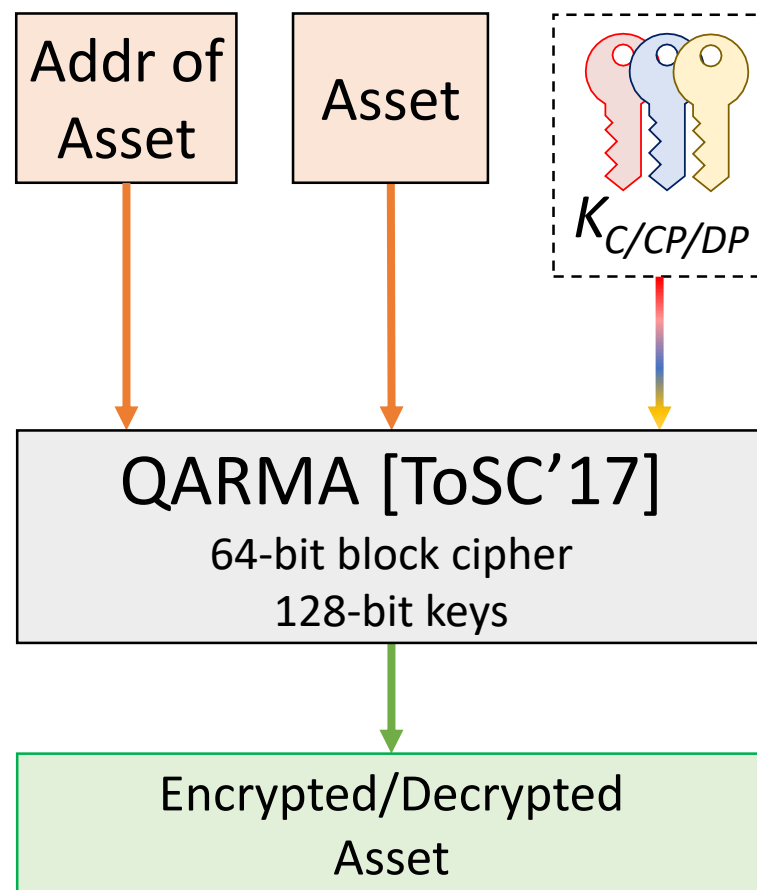 Addr of
Asset
Asset
K_{C/CP/DP}
QARMA [ToSC’17]
64-bit block cipher
128-bit keys
Encrypted/Decrypted
Asset